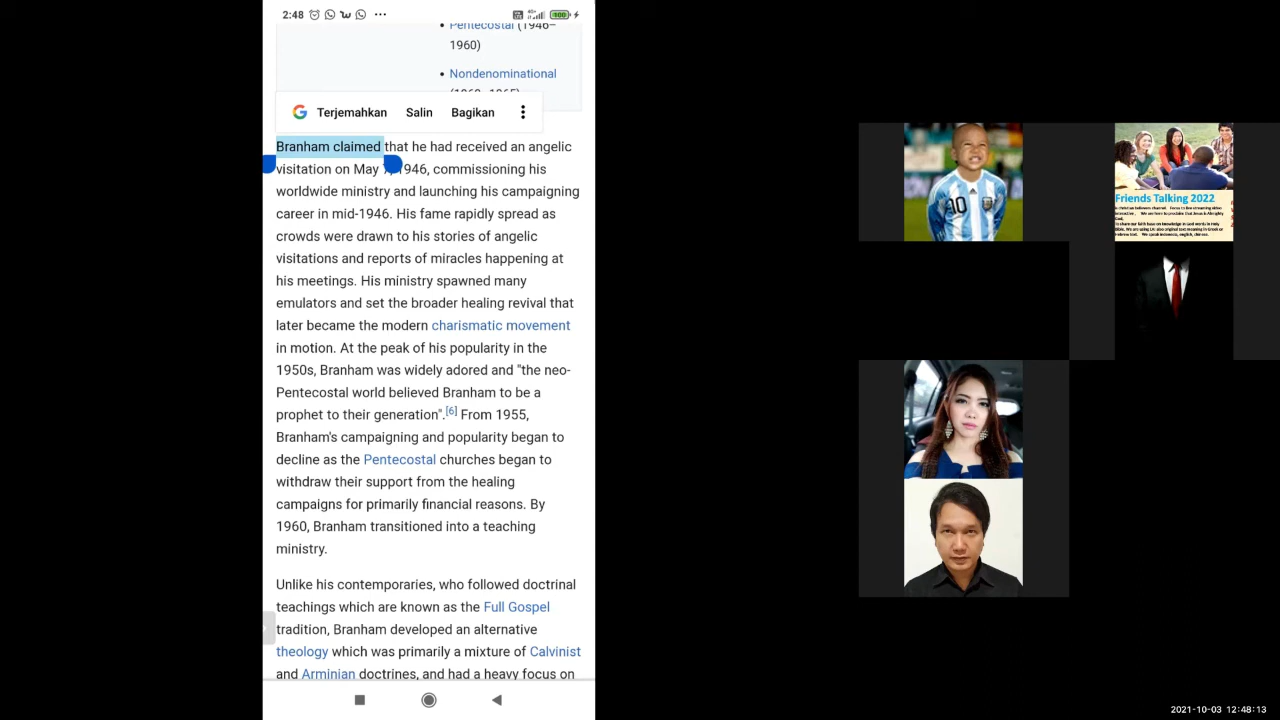 2:48
100
Pentecostal (1946–
1960)
Nondenominational
Terjemahkan Salin Bagikan
Branham claimed that he had received an angelic
visitation on May 7, 1946, commissioning his
worldwide ministry and launching his campaigning
career in mid-1946. His fame rapidly spread as
crowds were drawn to his stories of angelic
visitations and reports of miracles happening at
his meetings. His ministry spawned many
emulators and set the broader healing revival that
later became the modern charismatic movement
in motion. At the peak of his popularity in the
1950s, Branham was widely adored and "the neo-
Pentecostal world believed Branham to be a
prophet to their generation".[6] From 1955,
Branham's campaigning and popularity began to
decline as the Pentecostal churches began to
withdraw their support from the healing
campaigns for primarily financial reasons. By
1960, Branham transitioned into a teaching
ministry.
Unlike his contemporaries, who followed doctrinal
teachings which are known as the Full Gospel
tradition, Branham developed an alternative
theology which was primarily a mixture of Calvinist
and Arminian doctrines, and had a heavy focus on
10
Friends Talking 2022
2021-10-03 12:48:13